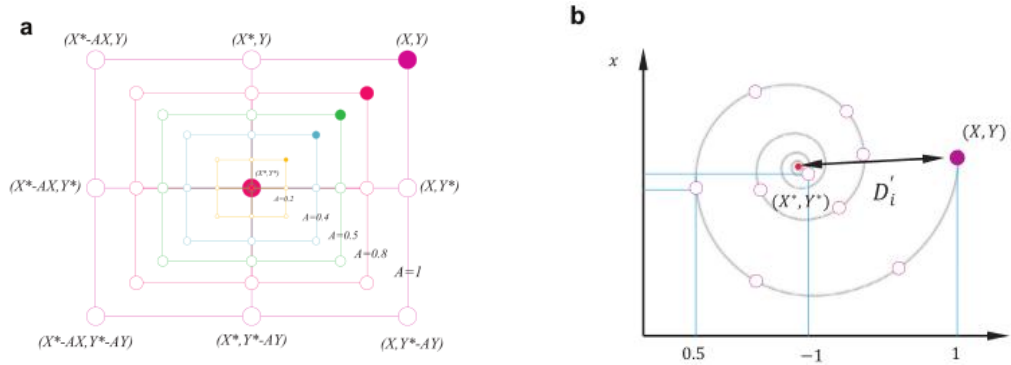 a
(X*-AX,Y)
(X*,Y)
(X,Y)
(X*-AX,Y*)
(X*,Y*)
(X,Y*)
A=0.2
A=0.4
A=0.5
A=0.8
A=1
(X*-AX,Y*-AY)
(X*,Y*-AY)
(X,Y*-AY)
b
x
(X,Y)
(X*,Y*)
D'i
0.5
−1
1